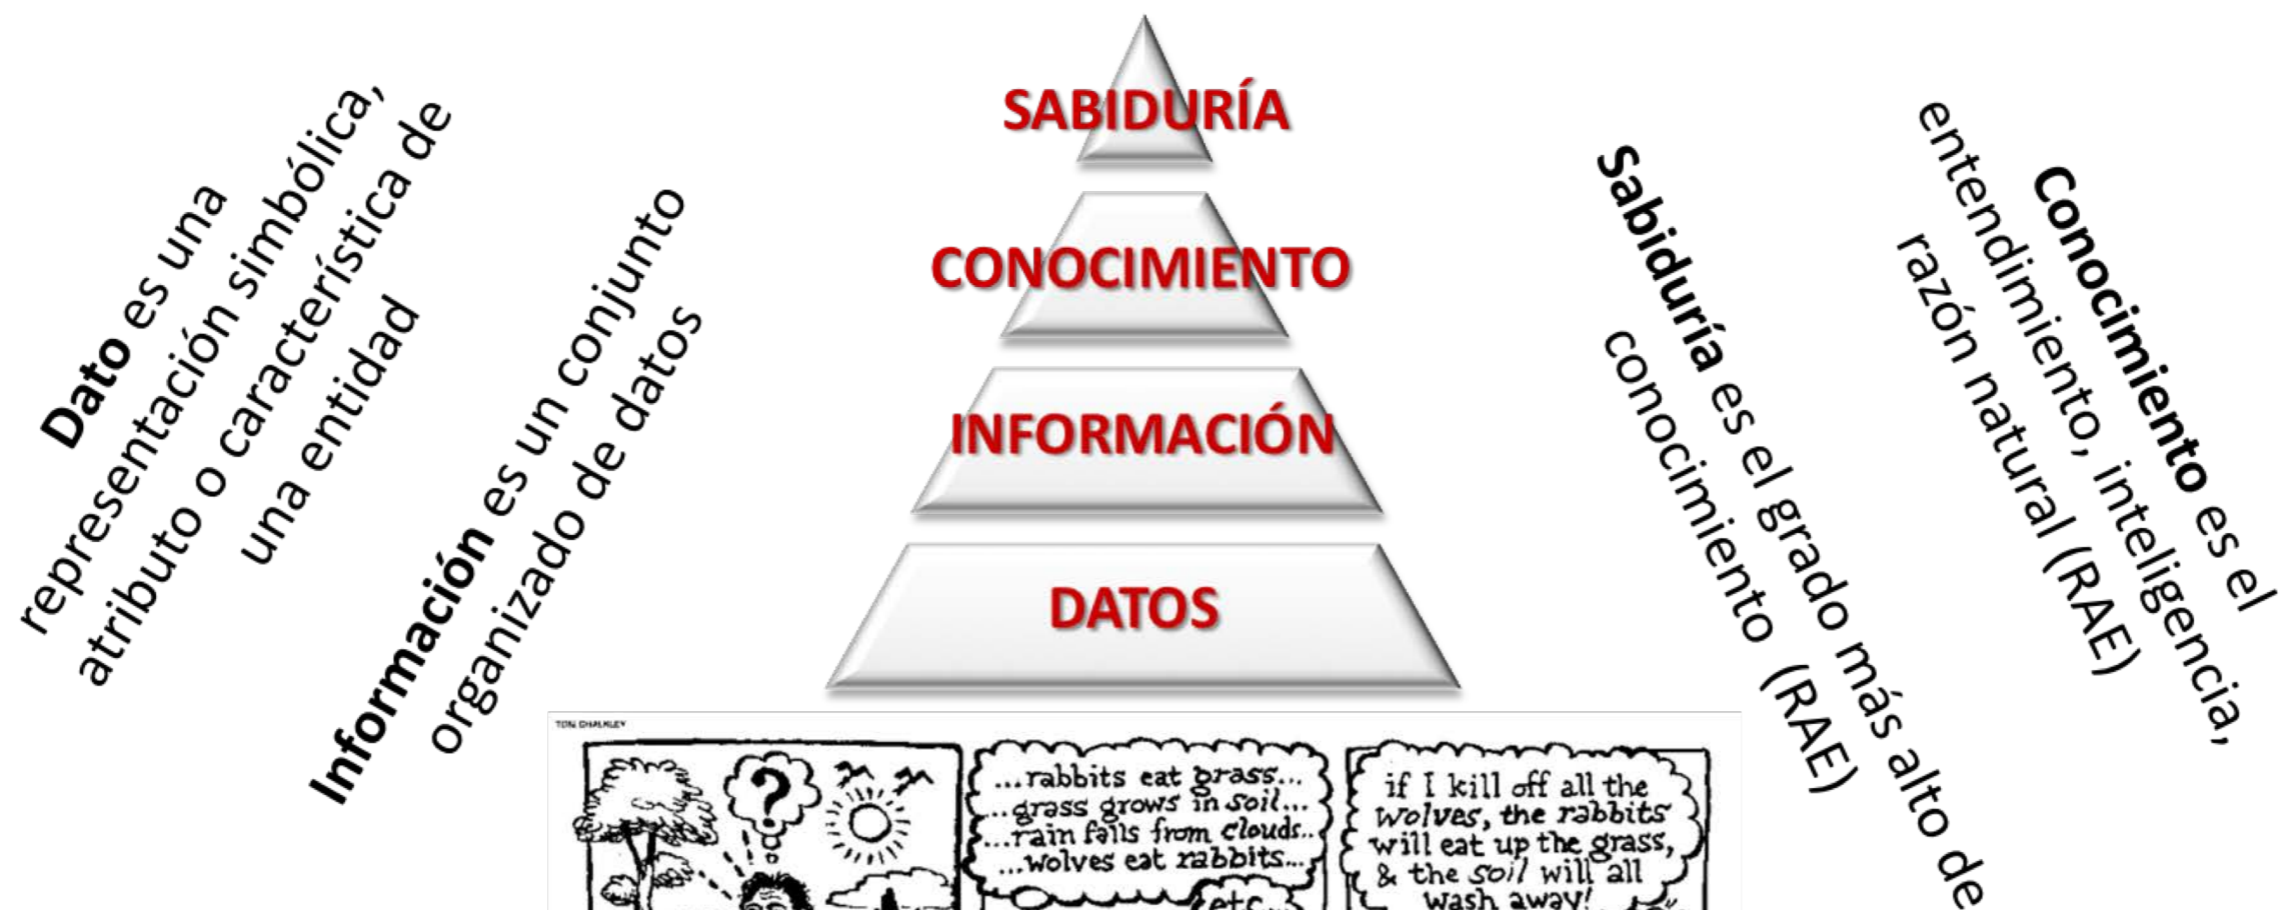 Dato es una
representación simbólica,
atributo o característica de
una entidad
Información es un conjunto
organizado de datos
SABIDURÍA
CONOCIMIENTO
INFORMACIÓN
DATOS
Conocimiento es el
entendimiento, inteligencia,
razón natural (RAE)
Sabiduría es el grado más alto de
conocimiento (RAE)
TOM CHALKLEY
?
...rabbits eat grass...
...grass grows in soil...
...rain falls from clouds...
...wolves eat rabbits...
etc...
if I kill off all the
wolves, the rabbits
will eat up the grass,
& the soil will all
wash away!